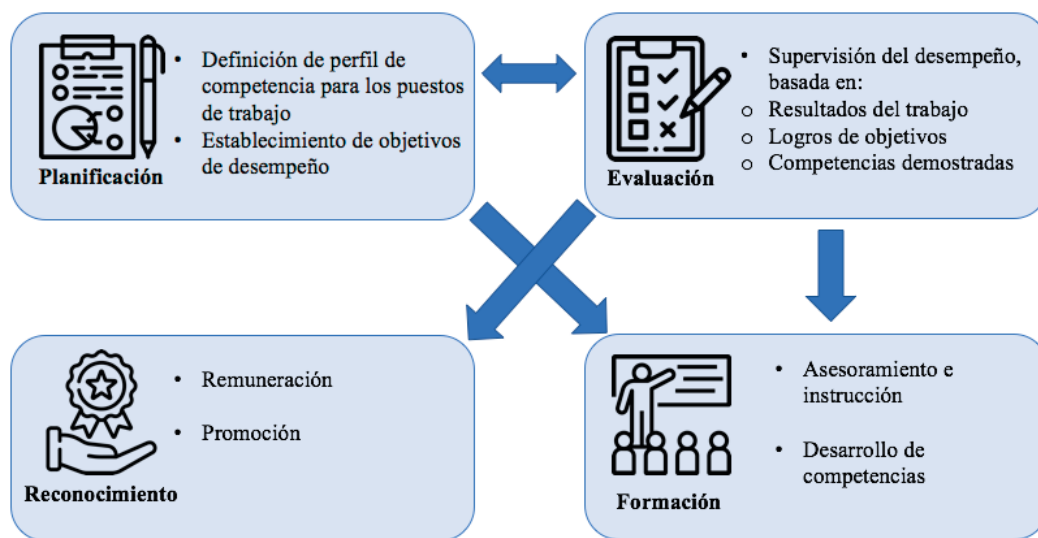 • Definición de perfil de
competencia para los puestos
de trabajo
• Establecimiento de objetivos
de desempeño
Planificación
• Supervisión del desempeño,
basada en:
o Resultados del trabajo
o Logros de objetivos
o Competencias demostradas
Evaluación
• Remuneración
• Promoción
Reconocimiento
• Asesoramiento e
instrucción
• Desarrollo de
competencias
Formación